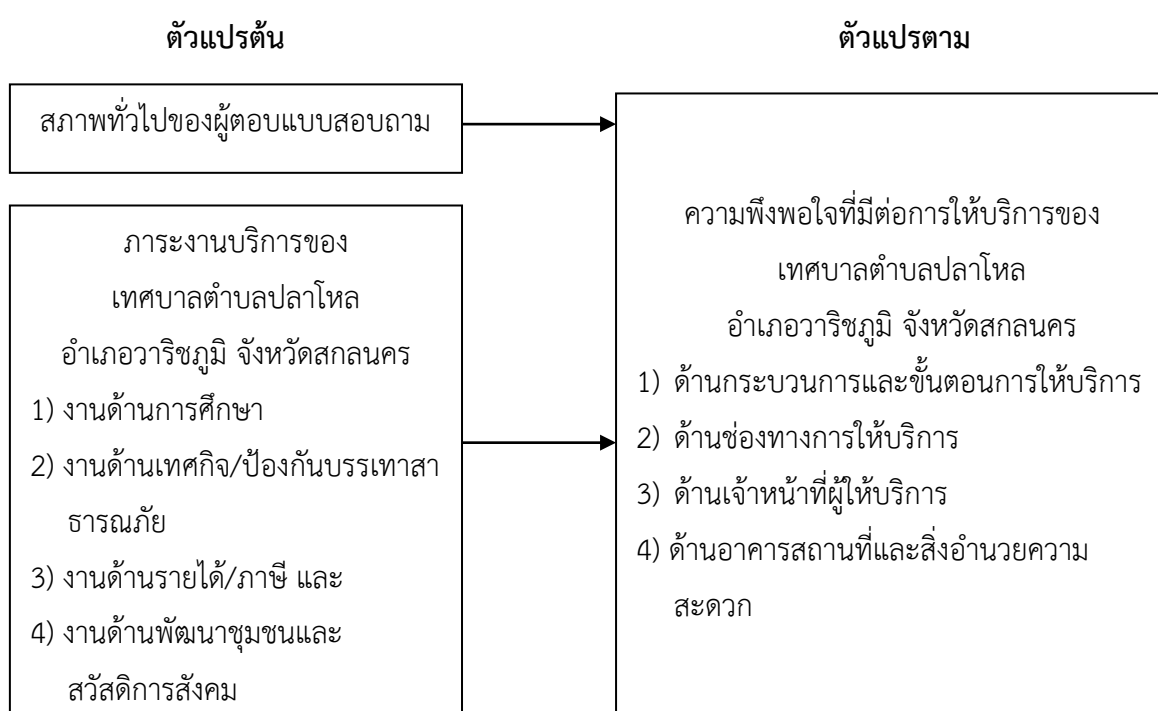 ตัวแปรต้น
ตัวแปรตาม
สภาพทั่วไปของผู้ตอบแบบสอบถาม
ภาระงานบริการของ
เทศบาลตำบลปลาโหล
อำเภอวาริชภูมิ จังหวัดสกลนคร
1) งานด้านการศึกษา
2) งานด้านเทศกิจ/ป้องกันบรรเทาสา
ธารณภัย
3) งานด้านรายได้/ภาษี และ
4) งานด้านพัฒนาชุมชนและ
สวัสดิการสังคม
ความพึงพอใจที่มีต่อการให้บริการของ
เทศบาลตำบลปลาโหล
อำเภอวาริชภูมิ จังหวัดสกลนคร
1) ด้านกระบวนการและขั้นตอนการให้บริการ
2) ด้านช่องทางการให้บริการ
3) ด้านเจ้าหน้าที่ผู้ให้บริการ
4) ด้านอาคารสถานที่และสิ่งอำนวยความ
สะดวก